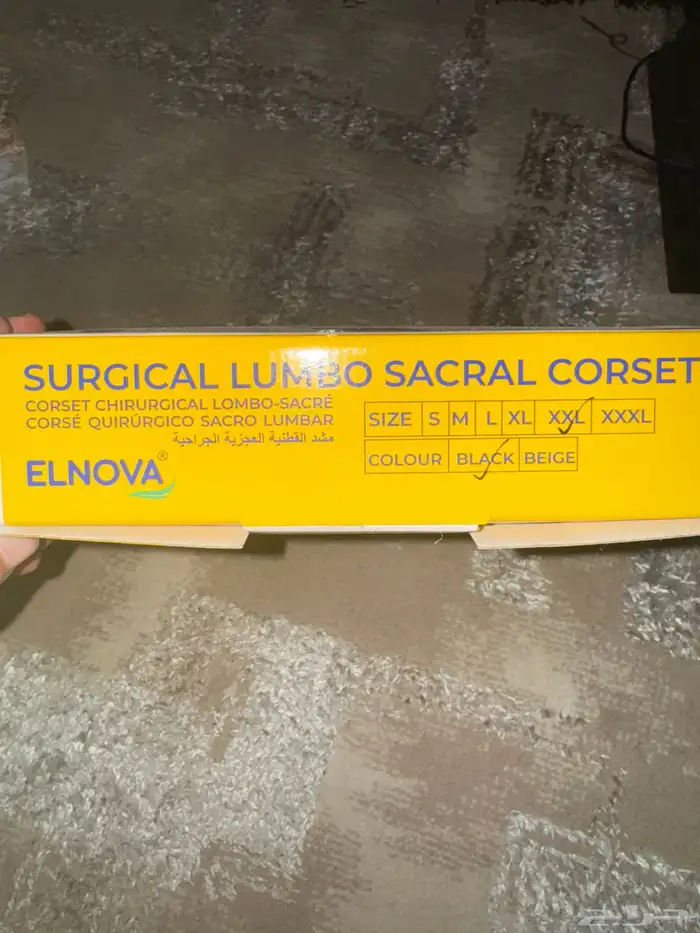 SURGICAL LUMBO SACRAL CORSET
CORSET CHIRURGICAL LOMBO-SACRÉ
CORSÉ QUIRÚRGICO SACRO LUMBAR
مشد القطنية العجزية الجراحية
ELNOVA®
SIZE S M L XL XXL XXXL
COLOUR BLACK BEIGE
حراج